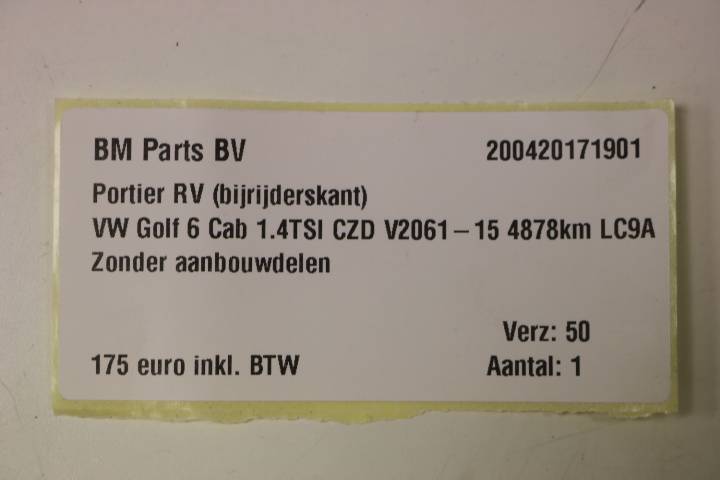 BM Parts BV 200420171901
Portier RV (bijrijderskant)
VW Golf 6 Cab 1.4TSI CZD V2061-15 4878km LC9A
Zonder aanbouwdelen
Verz: 50
175 euro inkl. BTW Aantal: 1